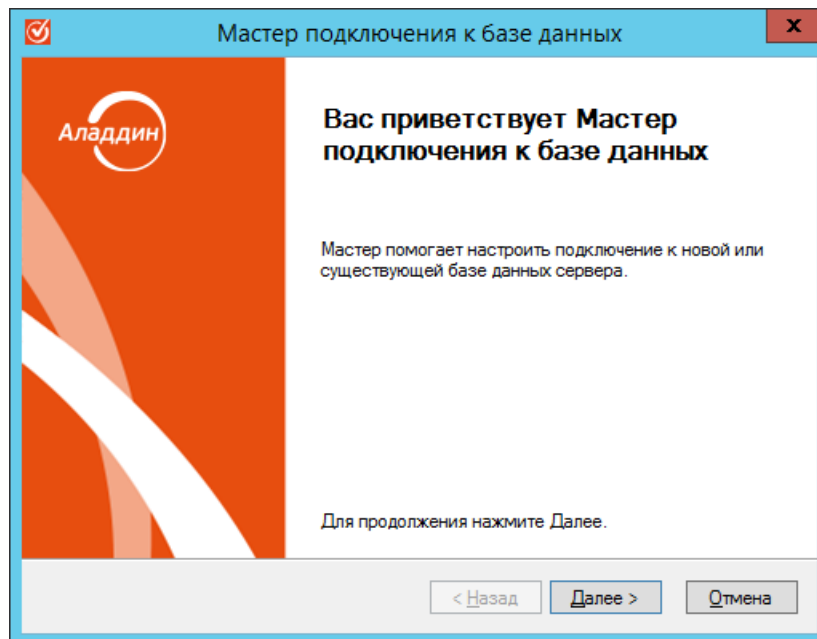 Мастер подключения к базе данных
x
Аладдин
Вас приветствует Мастер
подключения к базе данных
Мастер помогает настроить подключение к новой или
существующей базе данных сервера.
Для продолжения нажмите Далее.
< Назад
Далее >
Отмена